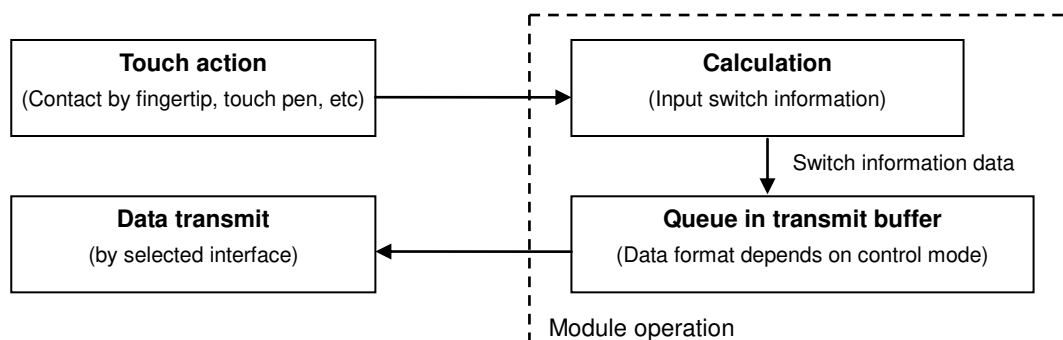 Touch action
(Contact by fingertip, touch pen, etc)
Calculation
(Input switch information)
Switch information data
Data transmit
(by selected interface)
Queue in transmit buffer
(Data format depends on control mode)
Module operation